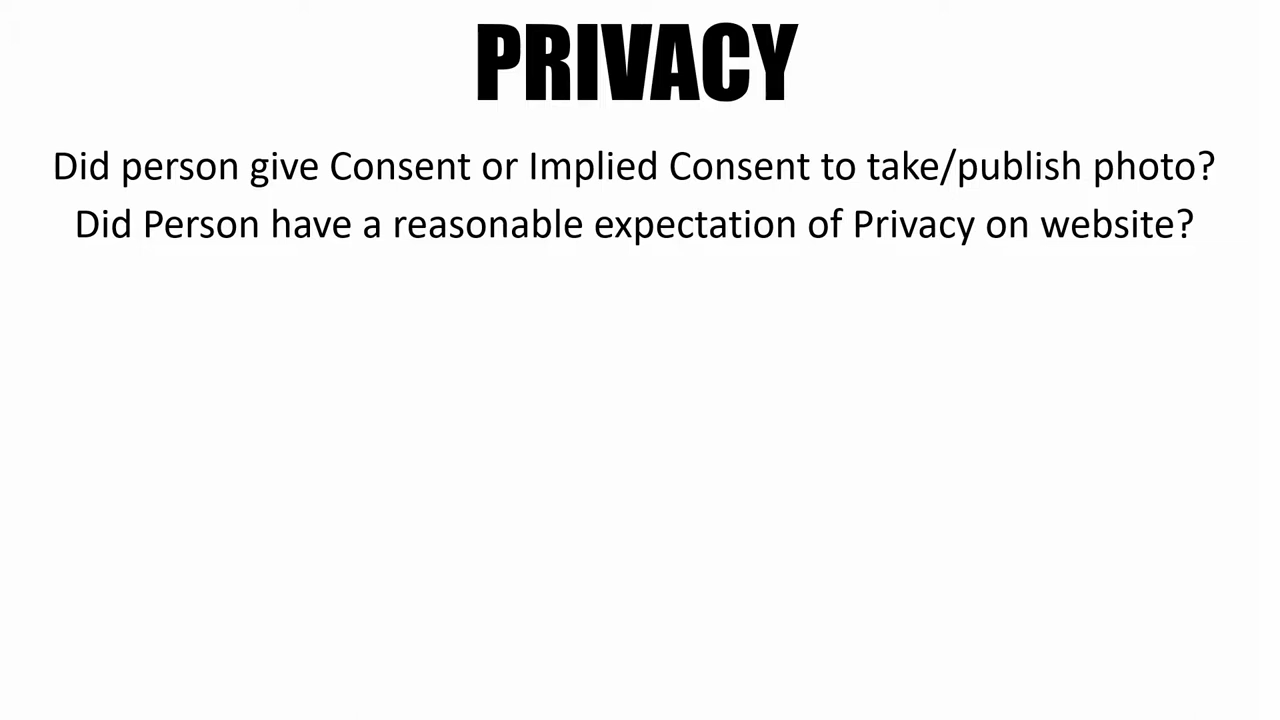 PRIVACY
Did person give Consent or Implied Consent to take/publish photo?
Did Person have a reasonable expectation of Privacy on website?